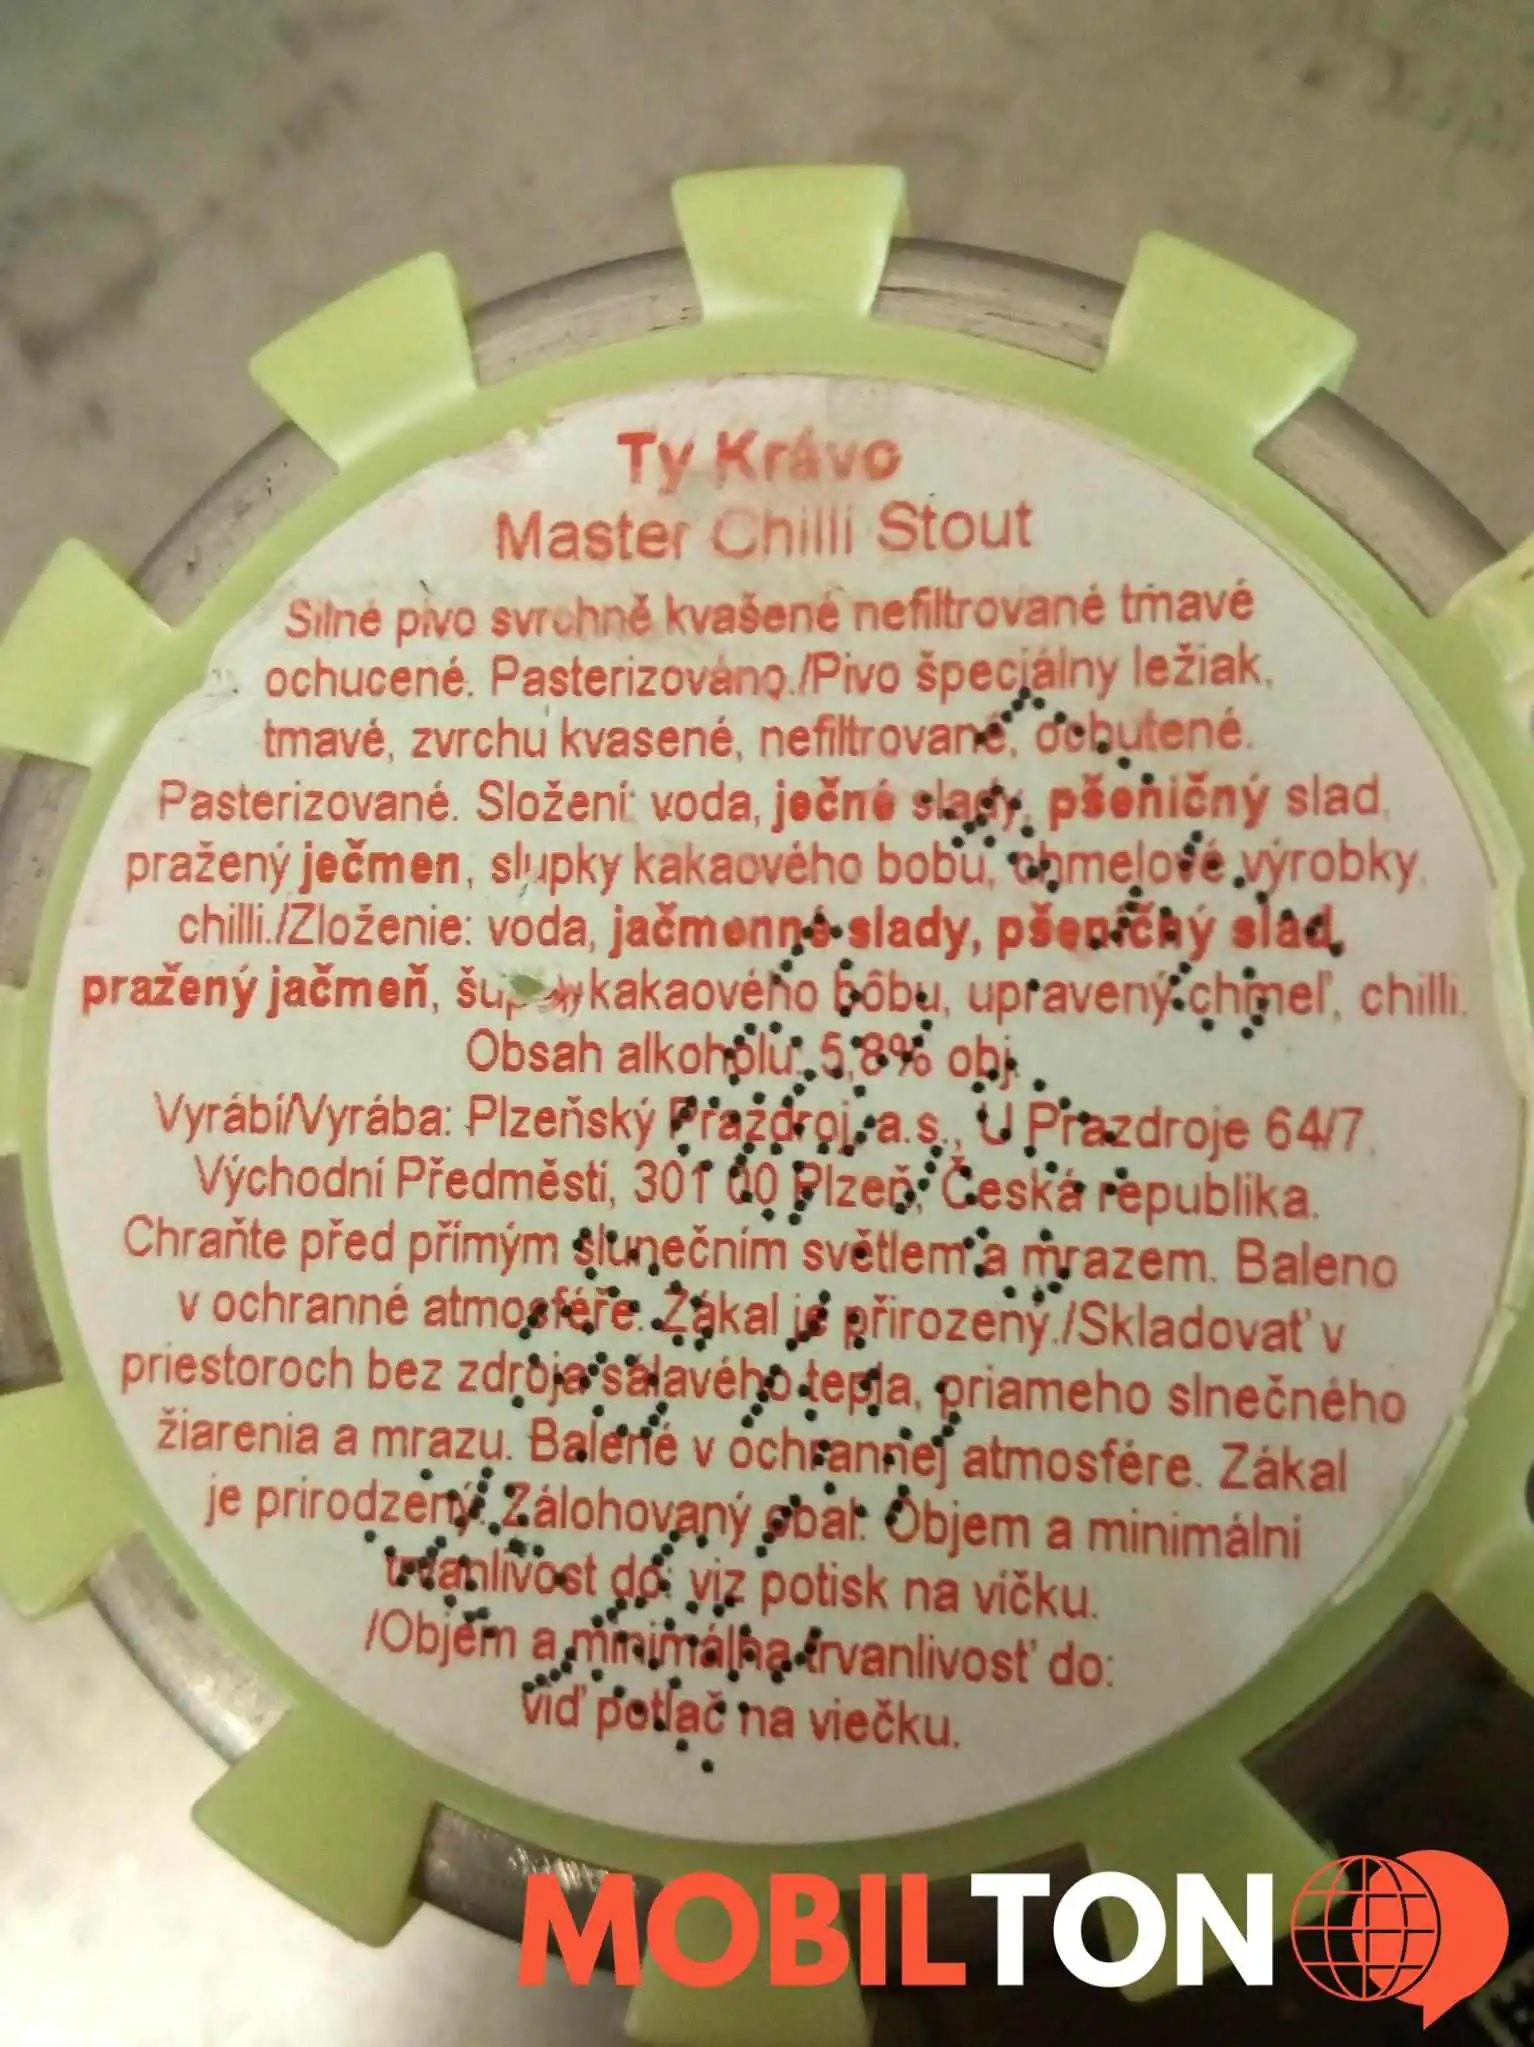 Ty Krávo
Master Chilli Stout
Silné pivo svrchně kvašené nefiltrované tmavé
ochucené. Pasterizováno./Pivo špeciálny ležiak,
tmavé, zvrchu kvasené, nefiltrované, ochutené.
Pasterizované. Složení: voda, ječné slady, pšeničný slad,
pražený ječmen, slupky kakaového bobu, chmelové výrobky,
chilli./Zloženie: voda, jačmenné slady, pšeničný slad,
pražený jačmeň, kakaového bôbu, upravený chmeľ, chilli.
Obsah alkoholu: 5,8% obj.
Vyrábí/Vyrába: Plzeňský Prazdroj, a.s., U Prazdroje 64/7,
Východní Předměstí, 301 00 Plzeň, Česká republika.
Chraňte před přímým slunečním světlem a mrazem. Baleno
v ochranné atmosféře. Zákal je přirozený./Skladovať v
priestoroch bez zdroja sálavého tepla, priameho slnečného
žiarenia a mrazu. Balené v ochrannej atmosfére. Zákal
je prirodzený. Zálohovaný obal. Objem a minimální
trvanlivost do: viz potisk na víčku.
/Objem a minimálna trvanlivosť do:
viď potlač na viečku.
MOBILTON